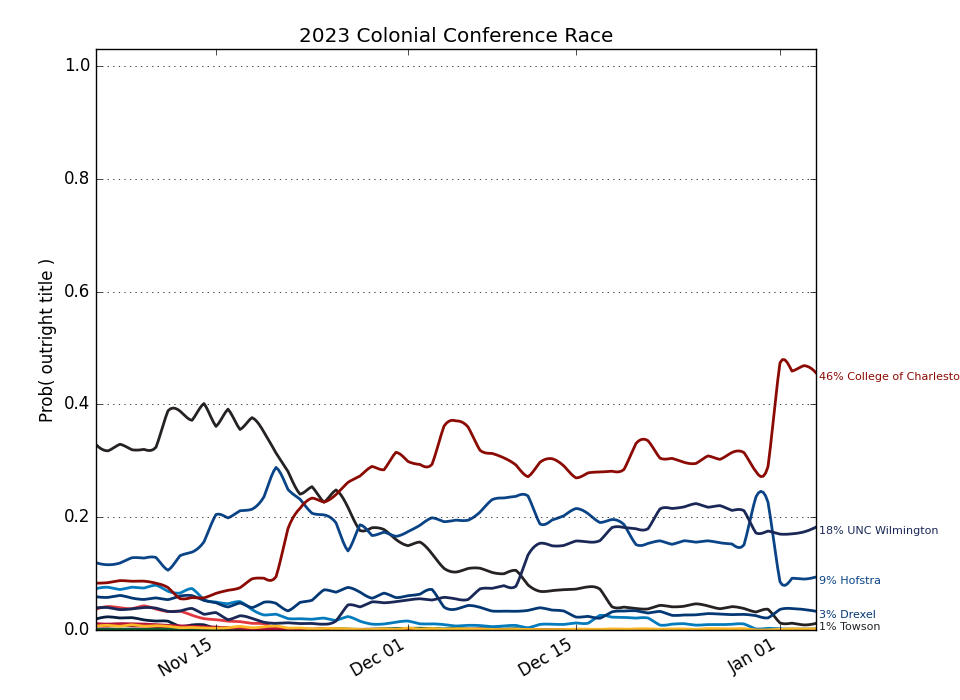 2023 Colonial Conference Race
Prob( outright title )
1.0
0.8
0.6
0.4
0.2
0.0
Nov 15
Dec 01
Dec 15
Jan 01
46% College of Charlesto
18% UNC Wilmington
9% Hofstra
3% Drexel
1% Towson